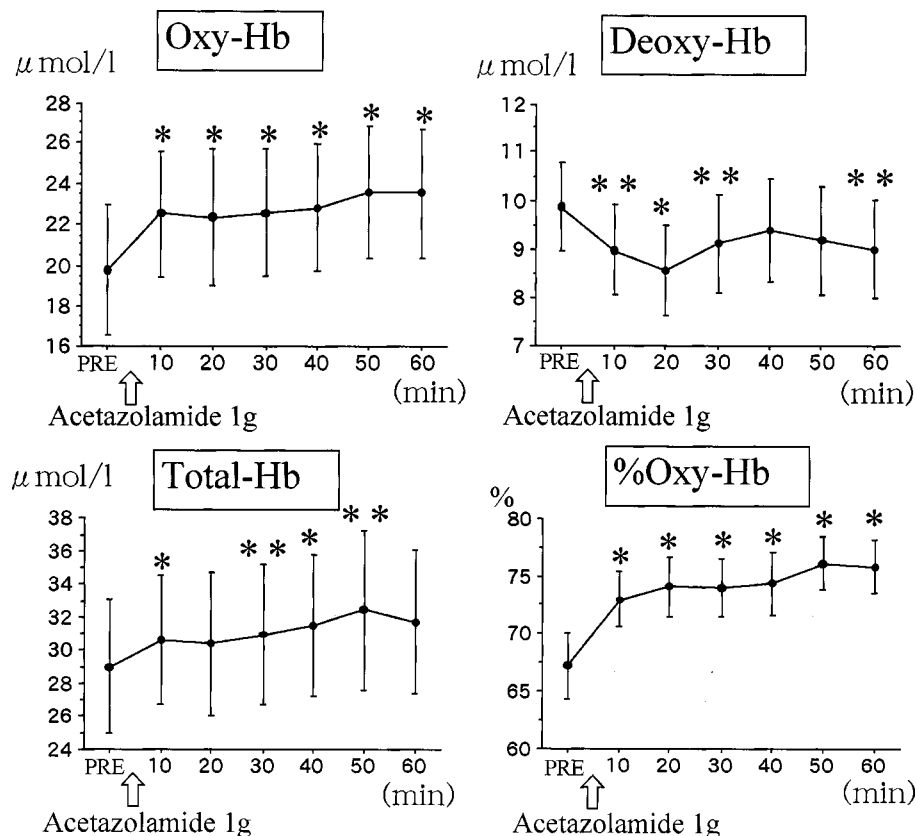 Oxy-Hb
μmol/l
28
26
24
22
20
18
16
* * * * * *
PRE 10 20 30 40 50 60
(min)
Acetazolamide 1g
Deoxy-Hb
μmol/l
12
11
10
9
8
7
** * ** **
PRE 10 20 30 40 50 60
(min)
Acetazolamide 1g
Total-Hb
μmol/l
38
36
34
32
30
28
26
24
* ** * **
PRE 10 20 30 40 50 60
(min)
Acetazolamide 1g
%Oxy-Hb
%
80
75
70
65
60
* * * * * *
PRE 10 20 30 40 50 60
(min)
Acetazolamide 1g